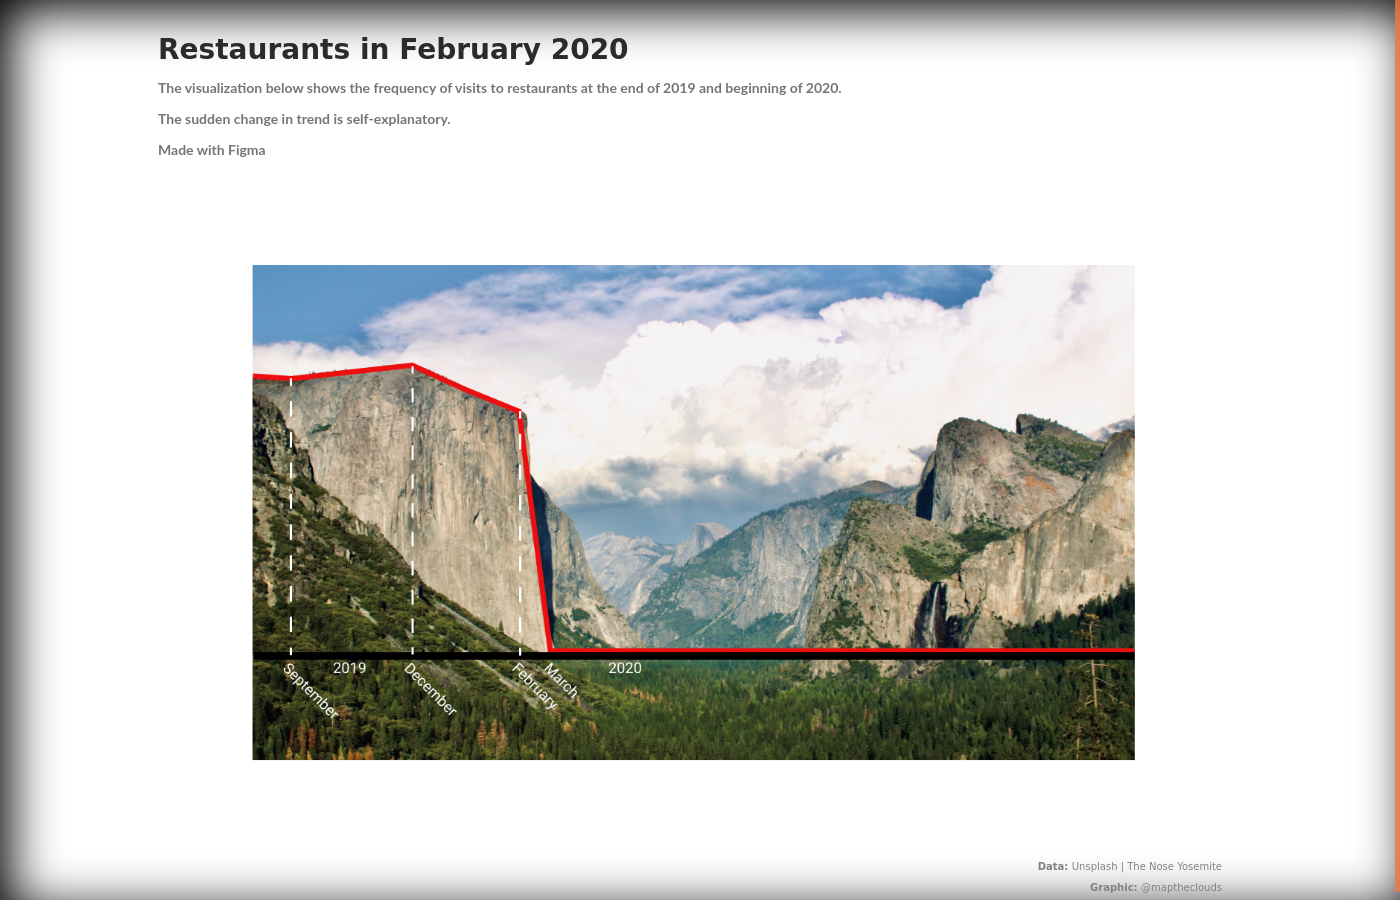 Restaurants in February 2020
The visualization below shows the frequency of visits to restaurants at the end of 2019 and beginning of 2020.
The sudden change in trend is self-explanatory.
Made with Figma
September
2019
December
February
March
2020
Data: Unsplash | The Nose Yosemite
Graphic: @maptheclouds